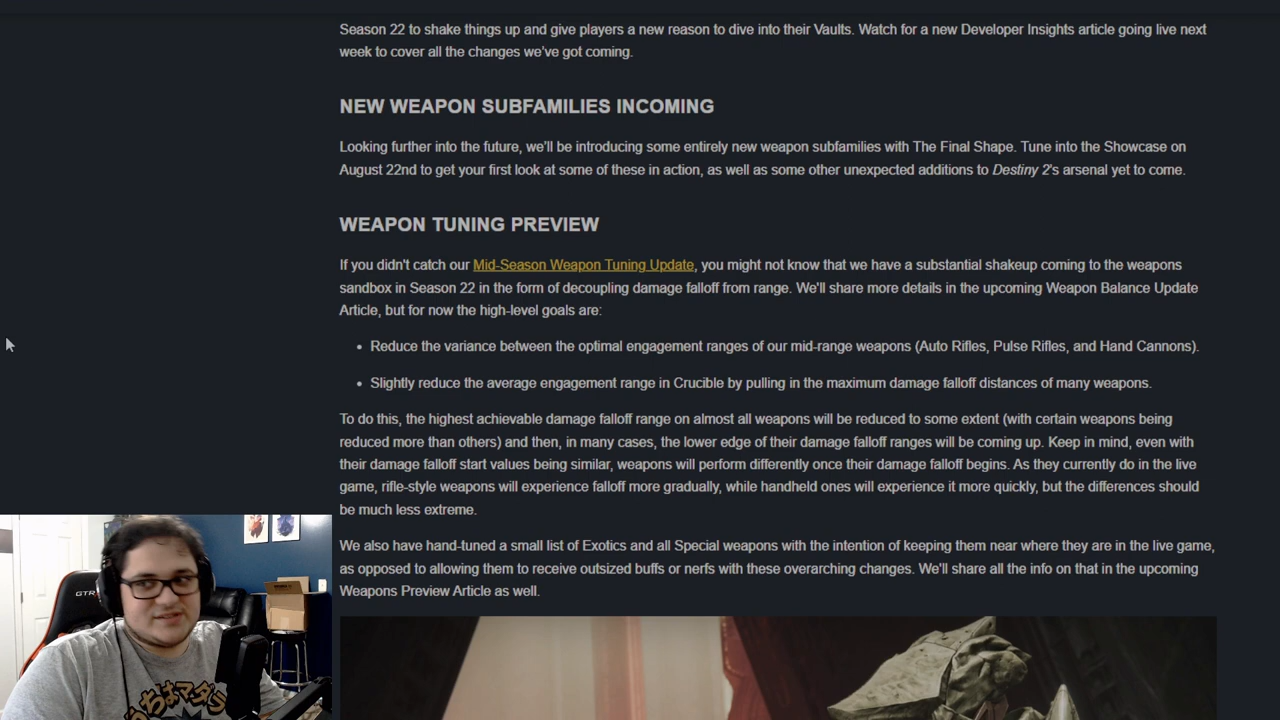 Season 22 to shake things up and give players a new reason to dive into their Vaults. Watch for a new Developer Insights article going live next
week to cover all the changes we've got coming.
NEW WEAPON SUBFAMILIES INCOMING
Looking further into the future, we'll be introducing some entirely new weapon subfamilies with The Final Shape. Tune into the Showcase on
August 22nd to get your first look at some of these in action, as well as some other unexpected additions to Destiny 2's arsenal yet to come.
WEAPON TUNING PREVIEW
If you didn't catch our Mid-Season Weapon Tuning Update, you might not know that we have a substantial shakeup coming to the weapons
sandbox in Season 22 in the form of decoupling damage falloff from range. We'll share more details in the upcoming Weapon Balance Update
Article, but for now the high-level goals are:
• Reduce the variance between the optimal engagement ranges of our mid-range weapons (Auto Rifles, Pulse Rifles, and Hand Cannons).
• Slightly reduce the average engagement range in Crucible by pulling in the maximum damage falloff distances of many weapons.
To do this, the highest achievable damage falloff range on almost all weapons will be reduced to some extent (with certain weapons being
reduced more than others) and then, in many cases, the lower edge of their damage falloff ranges will be coming up. Keep in mind, even with
their damage falloff start values being similar, weapons will perform differently once their damage falloff begins. As they currently do in the live
game, rifle-style weapons will experience falloff more gradually, while handheld ones will experience it more quickly, but the differences should
be much less extreme.
We also have hand-tuned a small list of Exotics and all Special weapons with the intention of keeping them near where they are in the live game,
as opposed to allowing them to receive outsized buffs or nerfs with these overarching changes. We'll share all the info on that in the upcoming
Weapons Preview Article as well.
GTR
うちはマダラ